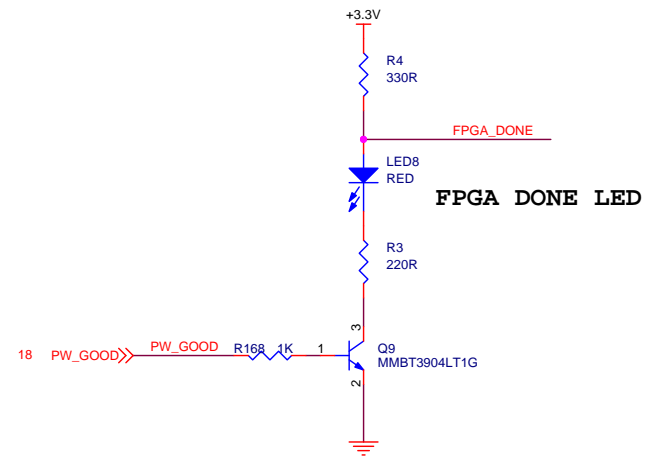 +3.3V
R4
330R
FPGA_DONE
LED8
RED
FPGA DONE LED
R3
220R
3
18 PW_GOOD PW_GOOD R168 1K 1 Q9
MMBT3904LT1G
2